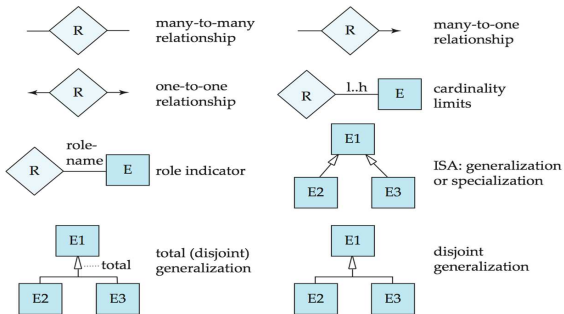 R
many-to-many
relationship
R
many-to-one
relationship
R
one-to-one
relationship
R
l..h
E
cardinality
limits
R
role-
name
E
role indicator
E1
E2
E3
ISA: generalization
or specialization
E1
total
E2
E3
total (disjoint)
generalization
E1
E2
E3
disjoint
generalization